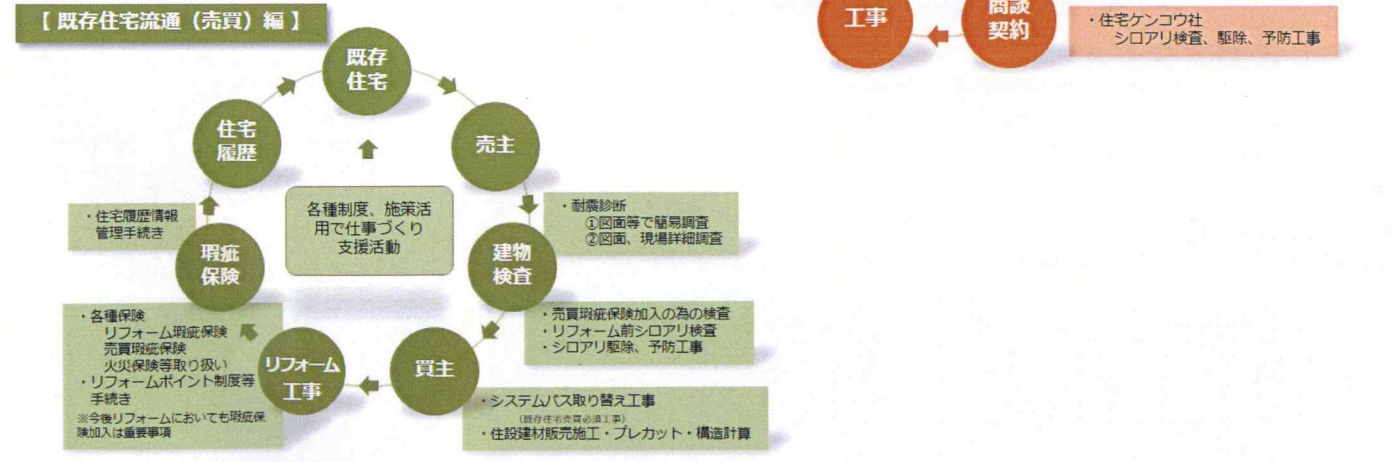 【 既存住宅流通（売買）編 】
既存
住宅
売主
・耐震診断
①図面等で簡易調査
②図面、現場詳細調査
建物
検査
・売買瑕疵保険加入の為の検査
・リフォーム前シロアリ検査
・シロアリ駆除、予防工事
買主
・システムバス取り替え工事
（既存住宅売買必須工事）
・住設建材販売施工・プレカット・構造計算
リフォーム
工事
・各種保険
リフォーム瑕疵保険
売買瑕疵保険
火災保険等取り扱い
・リフォームポイント制度等
手続き
※今後リフォームにおいても瑕疵保
険加入は重要事項
瑕疵
保険
・住宅履歴情報
管理手続き
住宅
履歴
各種制度、施策活
用で仕事づくり
支援活動
工事
商談
契約
・住宅ケンコウ社
シロアリ検査、駆除、予防工事